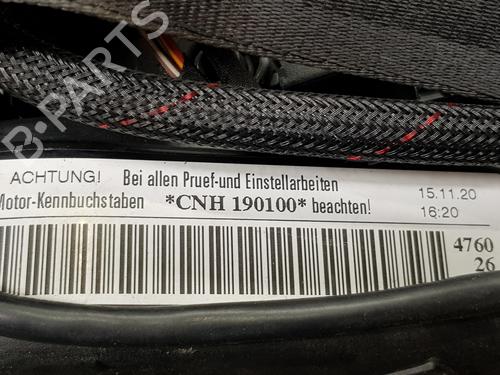 B-PARTS
ACHTUNG! Bei allen Pruef-und Einstellarbeiten 15.11.20
Motor-Kennbuchstaben *CNH 190100* beachten! 16:20
4760
26